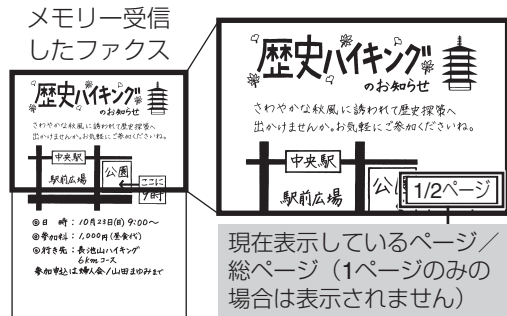 メモリー受信
したファクス
歴史ハイキング
のお知らせ
さわやかな秋風に誘われて歴史探策へ
出かけませんか。お気軽にご参加くださいね。
中央駅
公園
駅前広場
ここに
9時
◎日 時:10月23日(日)9:00~
◎参加料:1,000円(昼食代)
◎行き先:長池山ハイキング
6kmコース
参加申込は婦人会/山田まゆみまで
歴史ハイキング
のお知らせ
さわやかな秋風に誘われて歴史探策へ
出かけませんか。お気軽にご参加くださいね。
中央駅
駅前広場
公
1/2ページ
現在表示しているページ/
総ページ(1ページのみの
場合は表示されません)